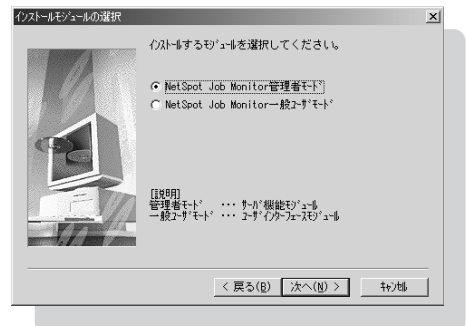 インストールモジュールの選択
ｲﾝｽﾄｰﾙするﾓｼﾞｭｰﾙを選択してください。
NetSpot Job Monitor管理者ﾓｰﾄﾞ
NetSpot Job Monitor一般ﾕｰｻﾞﾓｰﾄﾞ
[説明]
管理者ﾓｰﾄﾞ ･･･ ｻｰﾊﾞ機能ﾓｼﾞｭｰﾙ
一般ﾕｰｻﾞﾓｰﾄﾞ ･･･ ﾕｰｻﾞｲﾝﾀｰﾌｪｰｽﾓｼﾞｭｰﾙ
< 戻る(B) 次へ(N) > ｷｬﾝｾﾙ